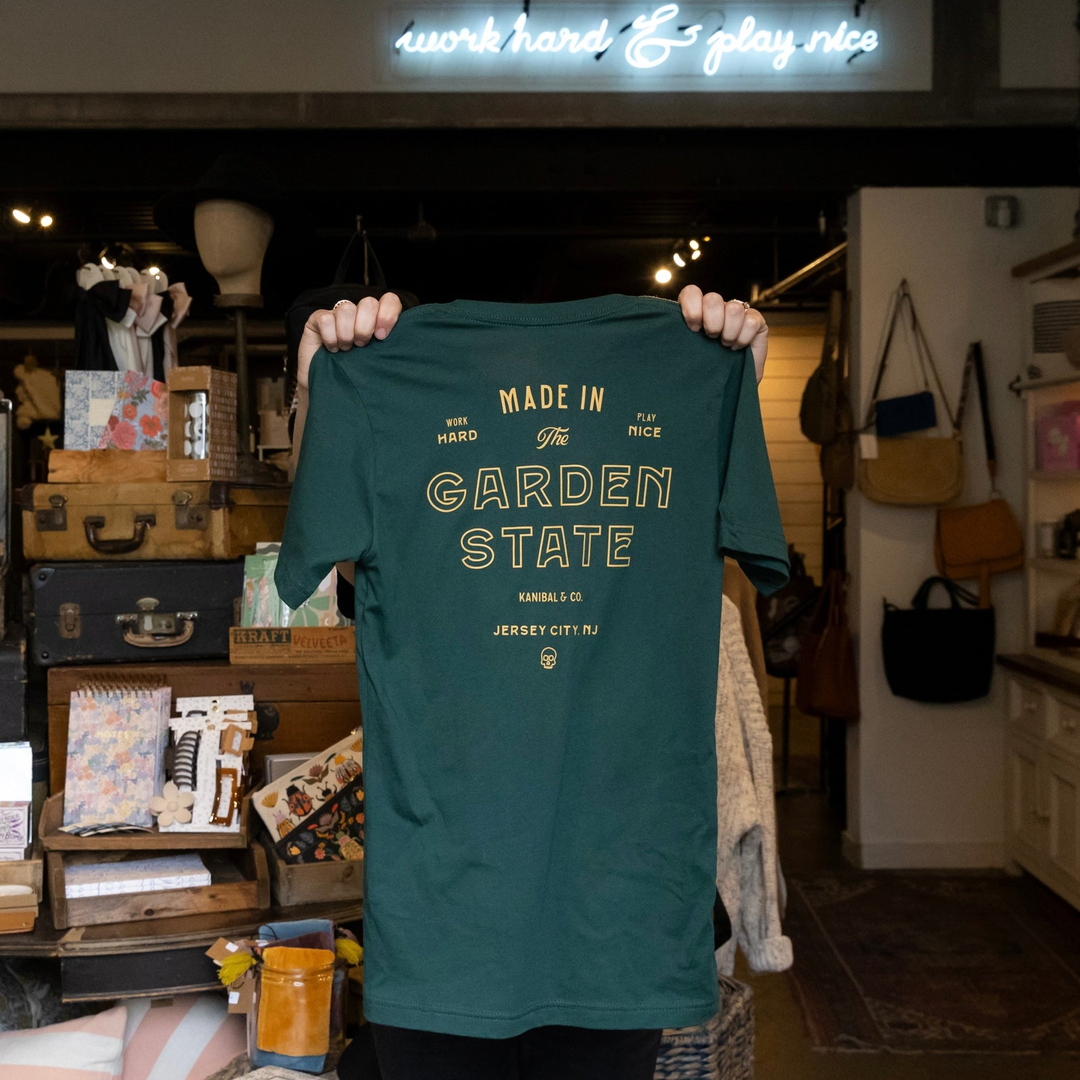 work hard & play nice
MADE IN
WORK
HARD
The
PLAY
NICE
GARDEN
STATE
KANIBAL & CO.
JERSEY CITY, NJ
KRAFT
VELVEETA
NOTES